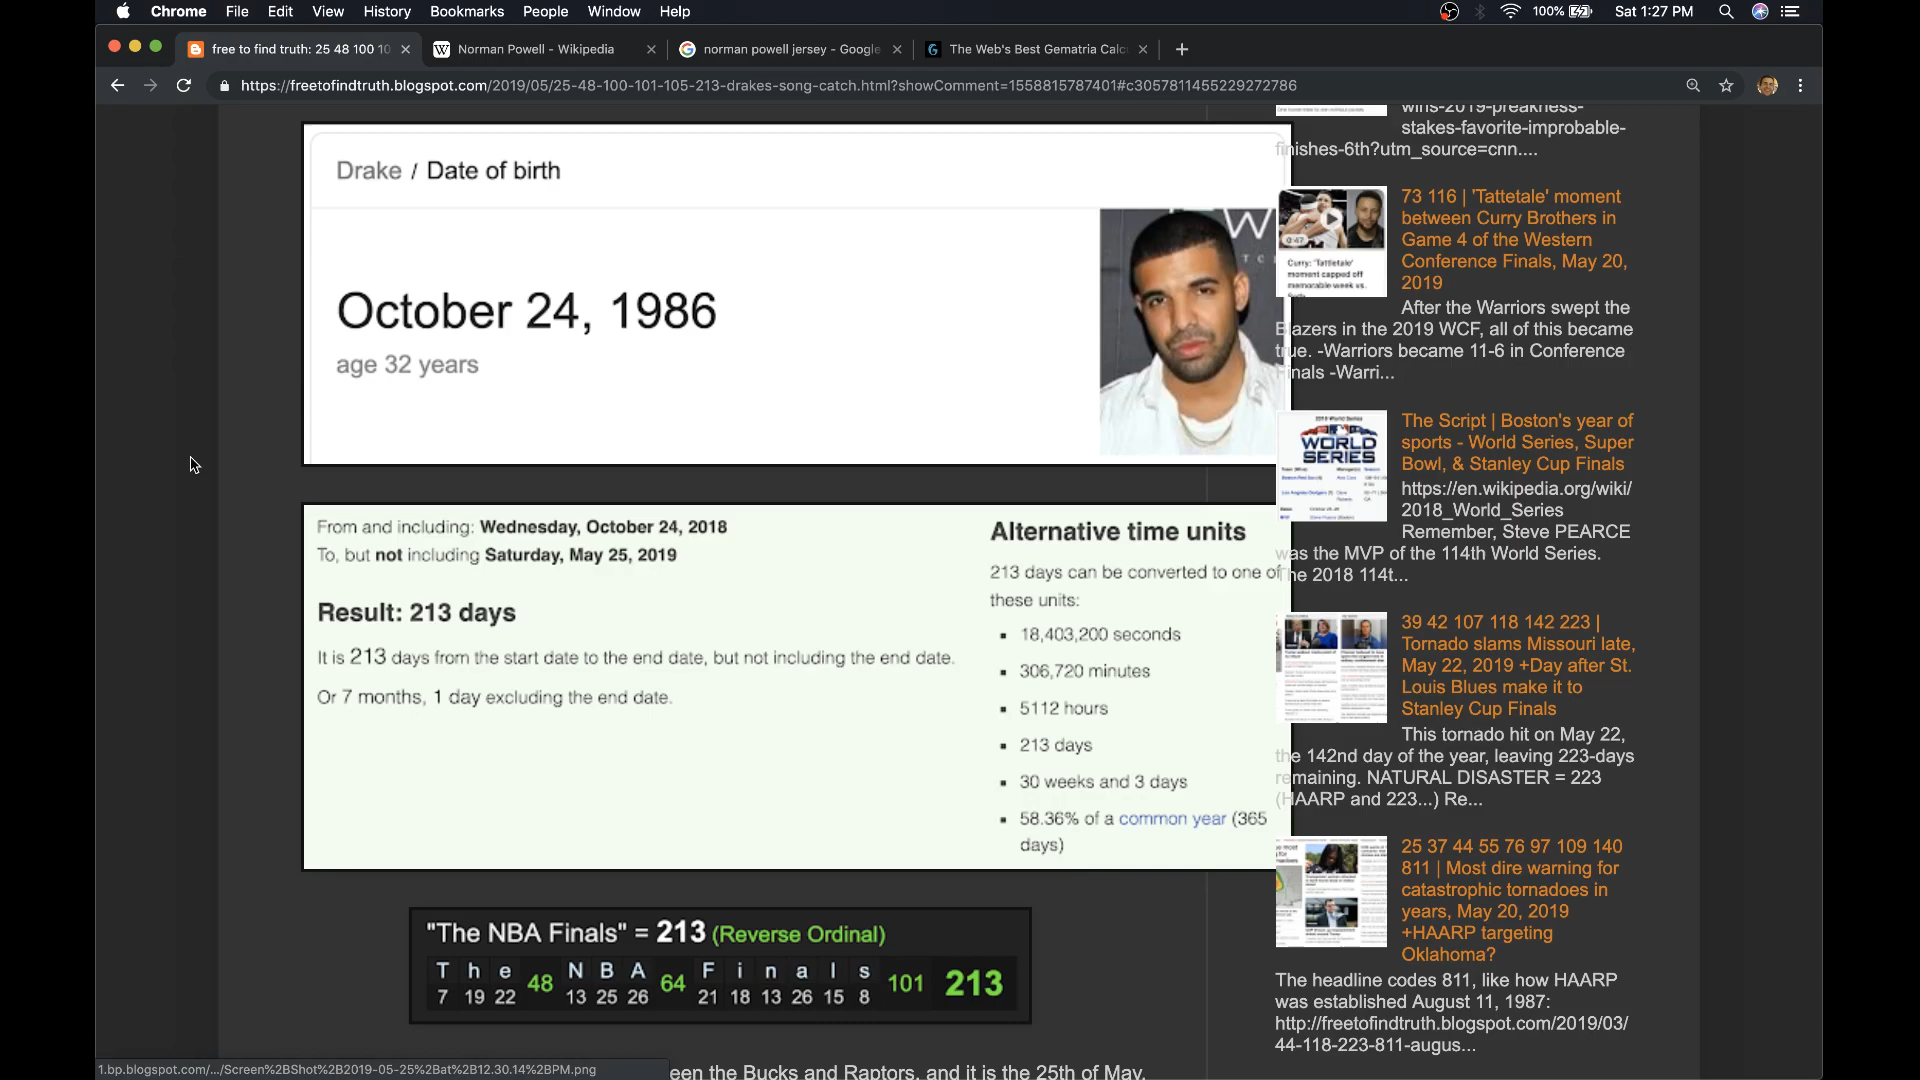 Chrome File Edit View History Bookmarks People Window Help 100% Sat 1:27 PM
free to find truth: 25 48 100 10 Norman Powell - Wikipedia norman powell jersey - Google The Web's Best Gematria Calc
https://freetofindtruth.blogspot.com/2019/05/25-48-100-101-105-213-drakes-song-catch.html?showComment=1558815787401#c3057811455229272786
Drake / Date of birth
October 24, 1986
age 32 years
From and including: Wednesday, October 24, 2018
To, but not including Saturday, May 25, 2019
Result: 213 days
It is 213 days from the start date to the end date, but not including the end date.
Or 7 months, 1 day excluding the end date.
Alternative time units
213 days can be converted to one of
these units:
18,403,200 seconds
306,720 minutes
5112 hours
213 days
30 weeks and 3 days
58.36% of a common year (365
days)
"The NBA Finals" = 213 (Reverse Ordinal)
T h e 48 N B A 64 F i n a l s 101 213
7 19 22 13 25 26 21 18 13 26 15 8
een the Bucks and Raptors, and it is the 25th of May,
wins-2019-preakness-
stakes-favorite-improbable-
finishes-6th?utm_source=cnn....
0:47
Curry: 'Tattletale'
moment capped off
memorable week vs.
73 116 | 'Tattetale' moment
between Curry Brothers in
Game 4 of the Western
Conference Finals, May 20,
2019
After the Warriors swept the
Blazers in the 2019 WCF, all of this became
true. -Warriors became 11-6 in Conference
Finals -Warri...
WORLD
SERIES
The Script | Boston's year of
sports - World Series, Super
Bowl, & Stanley Cup Finals
https://en.wikipedia.org/wiki/
2018_World_Series
Remember, Steve PEARCE
was the MVP of the 114th World Series.
The 2018 114t...
39 42 107 118 142 223 |
Tornado slams Missouri late,
May 22, 2019 +Day after St.
Louis Blues make it to
Stanley Cup Finals
This tornado hit on May 22,
the 142nd day of the year, leaving 223-days
remaining. NATURAL DISASTER = 223
(HAARP and 223...) Re...
25 37 44 55 76 97 109 140
811 | Most dire warning for
catastrophic tornadoes in
years, May 20, 2019
+HAARP targeting
Oklahoma?
The headline codes 811, like how HAARP
was established August 11, 1987:
http://freetofindtruth.blogspot.com/2019/03/
44-118-223-811-augus...
1.bp.blogspot.com/.../Screen%2BShot%2B2019-05-25%2Bat%2B12.30.14%2BPM.png